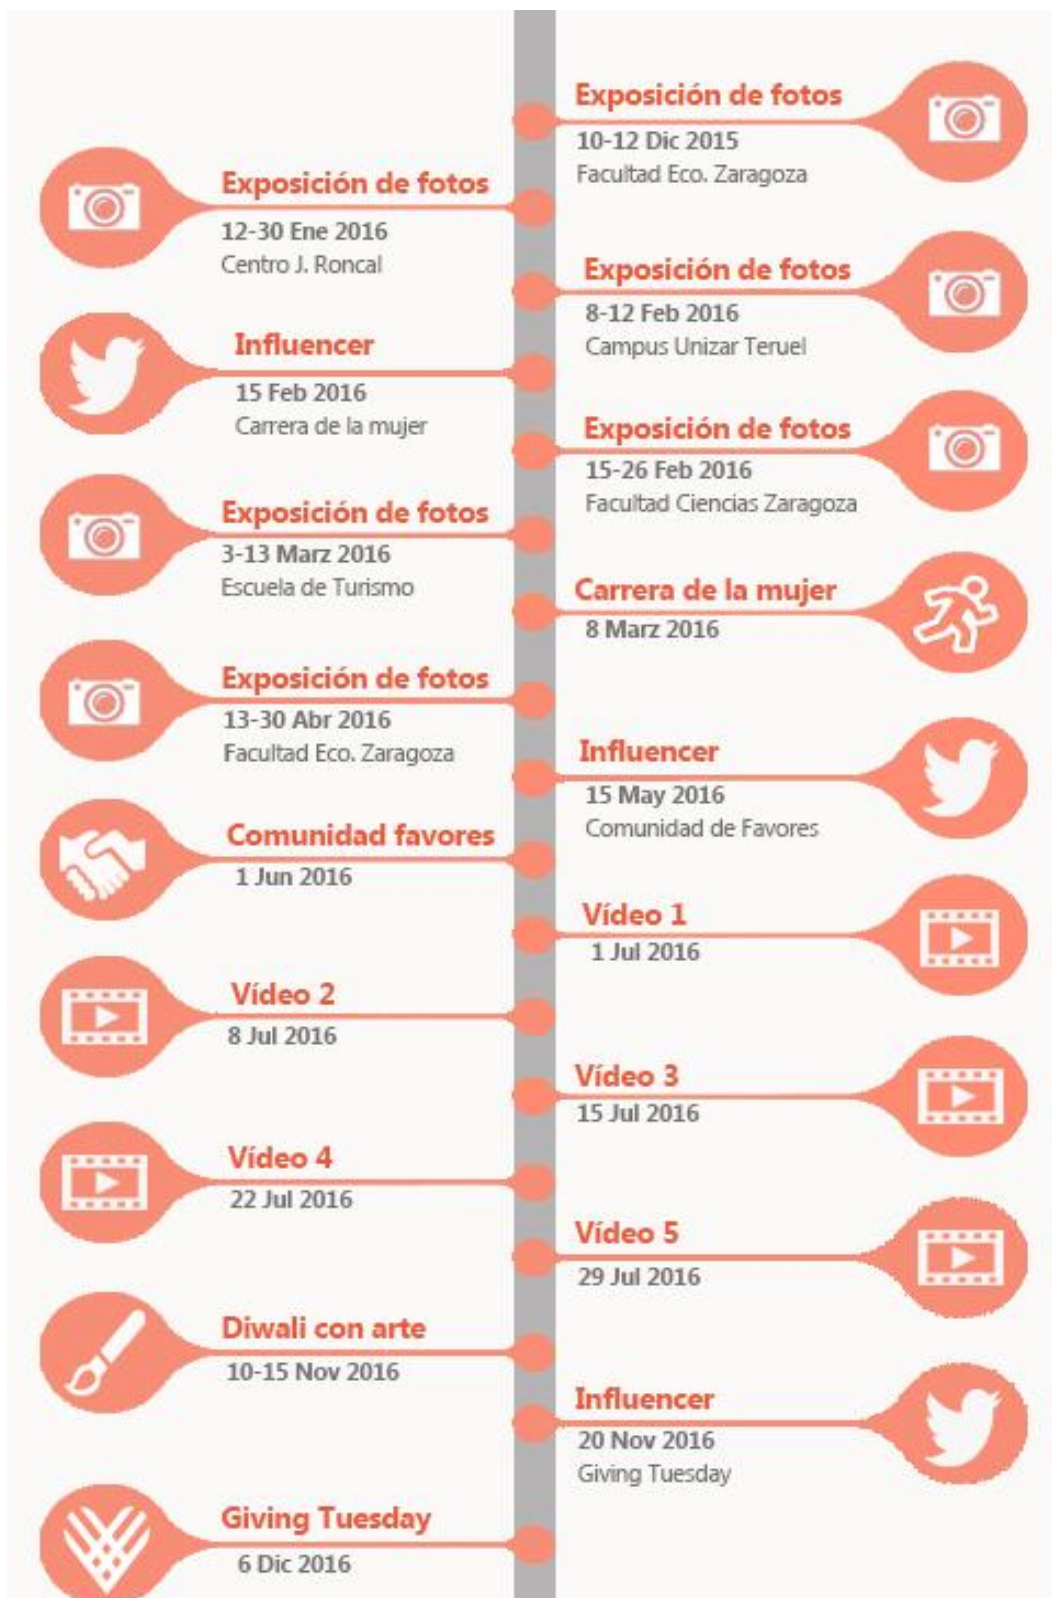 Exposición de fotos
10-12 Dic 2015
Facultad Eco. Zaragoza
Exposición de fotos
12-30 Ene 2016
Centro J. Roncal
Exposición de fotos
8-12 Feb 2016
Campus Unizar Teruel
Influencer
15 Feb 2016
Carrera de la mujer
Exposición de fotos
15-26 Feb 2016
Facultad Ciencias Zaragoza
Exposición de fotos
3-13 Marz 2016
Escuela de Turismo
Carrera de la mujer
8 Marz 2016
Exposición de fotos
13-30 Abr 2016
Facultad Eco. Zaragoza
Influencer
15 May 2016
Comunidad de Favores
Comunidad favores
1 Jun 2016
Vídeo 1
1 Jul 2016
Vídeo 2
8 Jul 2016
Vídeo 3
15 Jul 2016
Vídeo 4
22 Jul 2016
Vídeo 5
29 Jul 2016
Diwali con arte
10-15 Nov 2016
Influencer
20 Nov 2016
Giving Tuesday
Giving Tuesday
6 Dic 2016